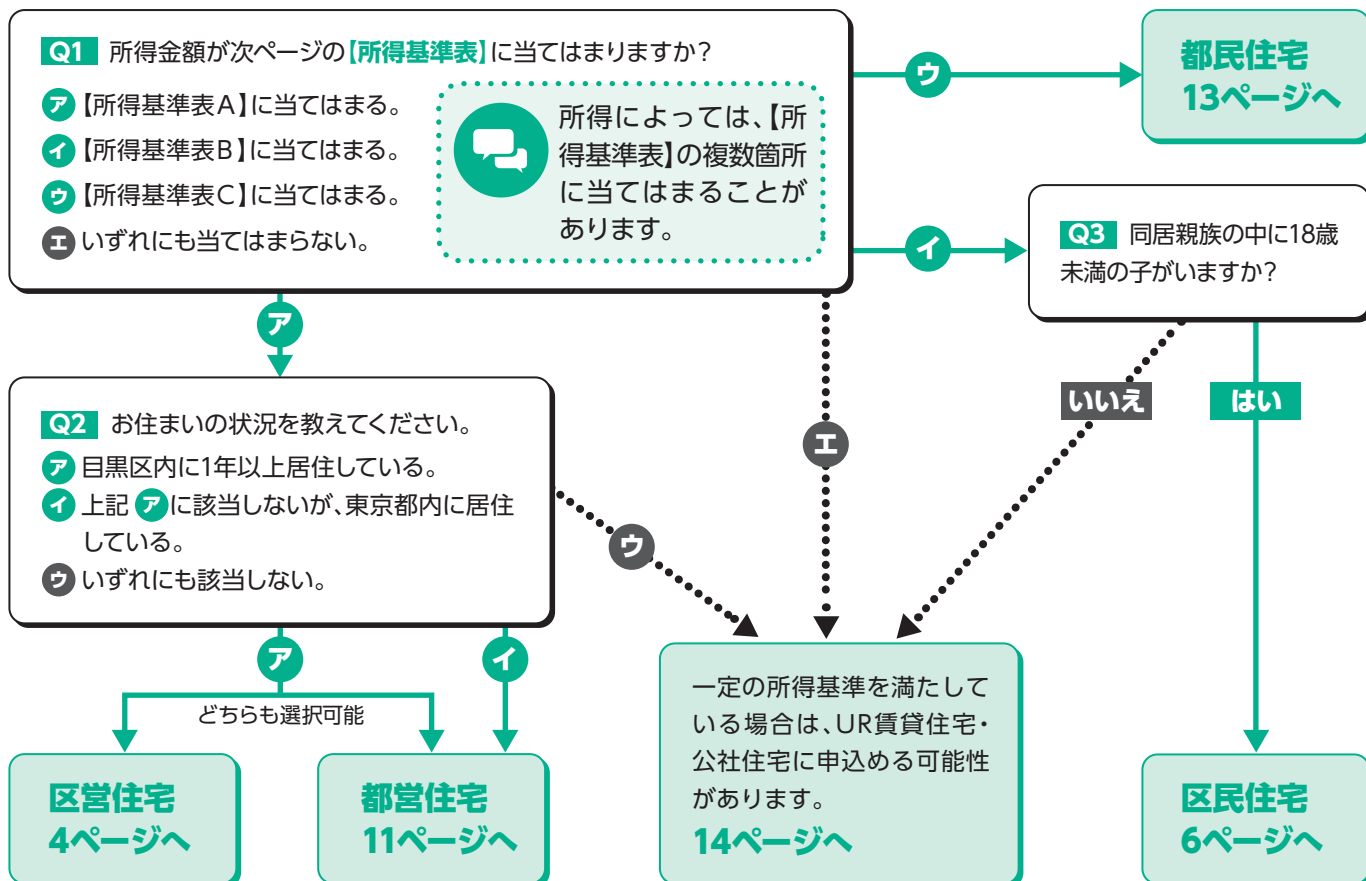 Q1 所得金額が次ページの【所得基準表】に当てはまりますか？
ア 【所得基準表A】に当てはまる。
イ 【所得基準表B】に当てはまる。
ウ 【所得基準表C】に当てはまる。
エ いずれにも当てはまらない。
所得によっては、【所
得基準表】の複数箇所
に当てはまることが
あります。
ウ
都民住宅
13ページへ
イ
Q3 同居親族の中に18歳
未満の子がいますか？
ア
エ
いいえ
はい
Q2 お住まいの状況を教えてください。
ア 目黒区内に1年以上居住している。
イ 上記 ア に該当しないが、東京都内に居住
している。
ウ いずれにも該当しない。
ウ
ア
イ
どちらも選択可能
区営住宅
4ページへ
都営住宅
11ページへ
一定の所得基準を満たして
いる場合は、UR賃貸住宅・
公社住宅に申込める可能性
があります。
14ページへ
区民住宅
6ページへ